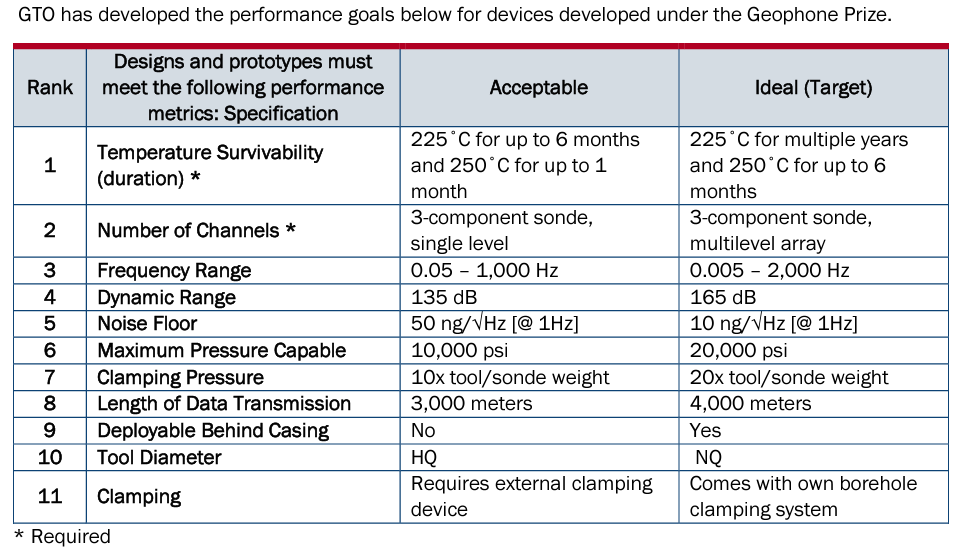 GTO has developed the performance goals below for devices developed under the Geophone Prize.
Rank
Designs and prototypes must
meet the following performance
metrics: Specification
Acceptable
Ideal (Target)
1
Temperature Survivability
(duration) *
225˚C for up to 6 months
and 250˚C for up to 1
month
225˚C for multiple years
and 250˚C for up to 6
months
2
Number of Channels *
3-component sonde,
single level
3-component sonde,
multilevel array
3
Frequency Range
0.05 – 1,000 Hz
0.005 – 2,000 Hz
4
Dynamic Range
135 dB
165 dB
5
Noise Floor
50 ng/√Hz [@ 1Hz]
10 ng/√Hz [@ 1Hz]
6
Maximum Pressure Capable
10,000 psi
20,000 psi
7
Clamping Pressure
10x tool/sonde weight
20x tool/sonde weight
8
Length of Data Transmission
3,000 meters
4,000 meters
9
Deployable Behind Casing
No
Yes
10
Tool Diameter
HQ
NQ
11
Clamping
Requires external clamping
device
Comes with own borehole
clamping system
* Required